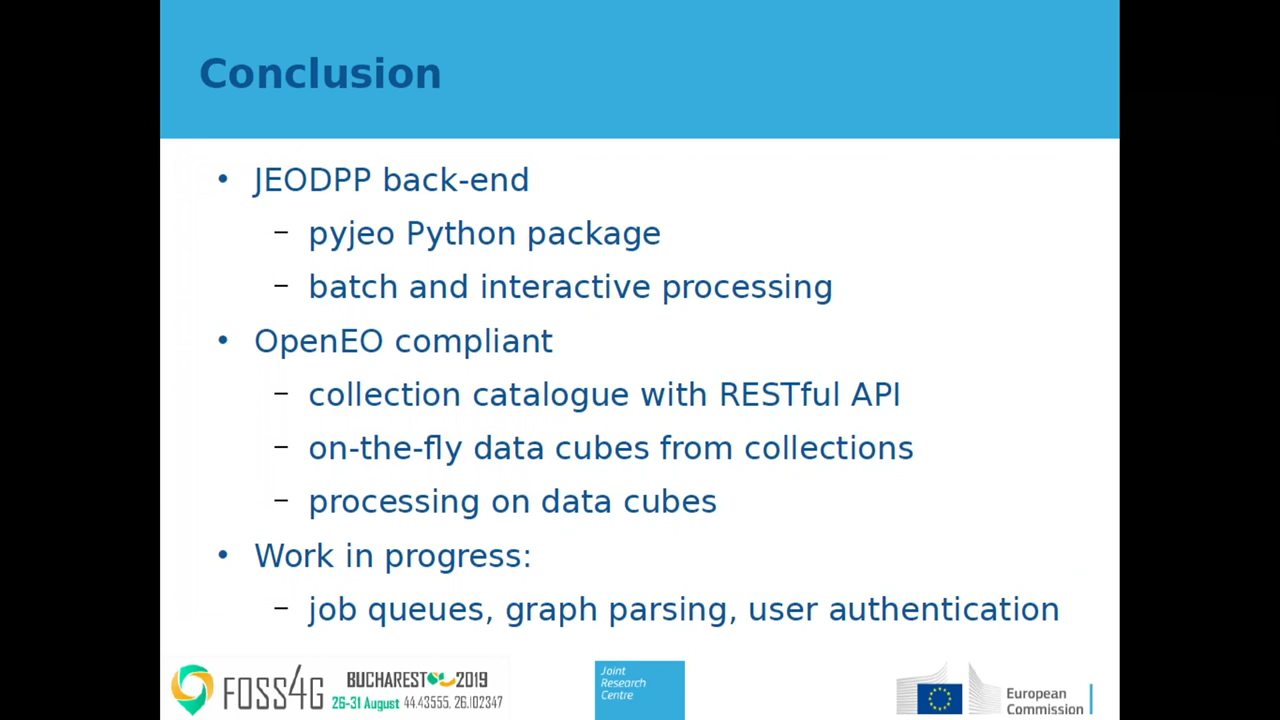 Conclusion
• JEODPP back-end
– pyjeo Python package
– batch and interactive processing
• OpenEO compliant
– collection catalogue with RESTful API
– on-the-fly data cubes from collections
– processing on data cubes
• Work in progress:
– job queues, graph parsing, user authentication
FOSS4G
BUCHAREST 2019
26-31 August 44.43555. 26.102347
Joint
Research
Centre
European
Commission